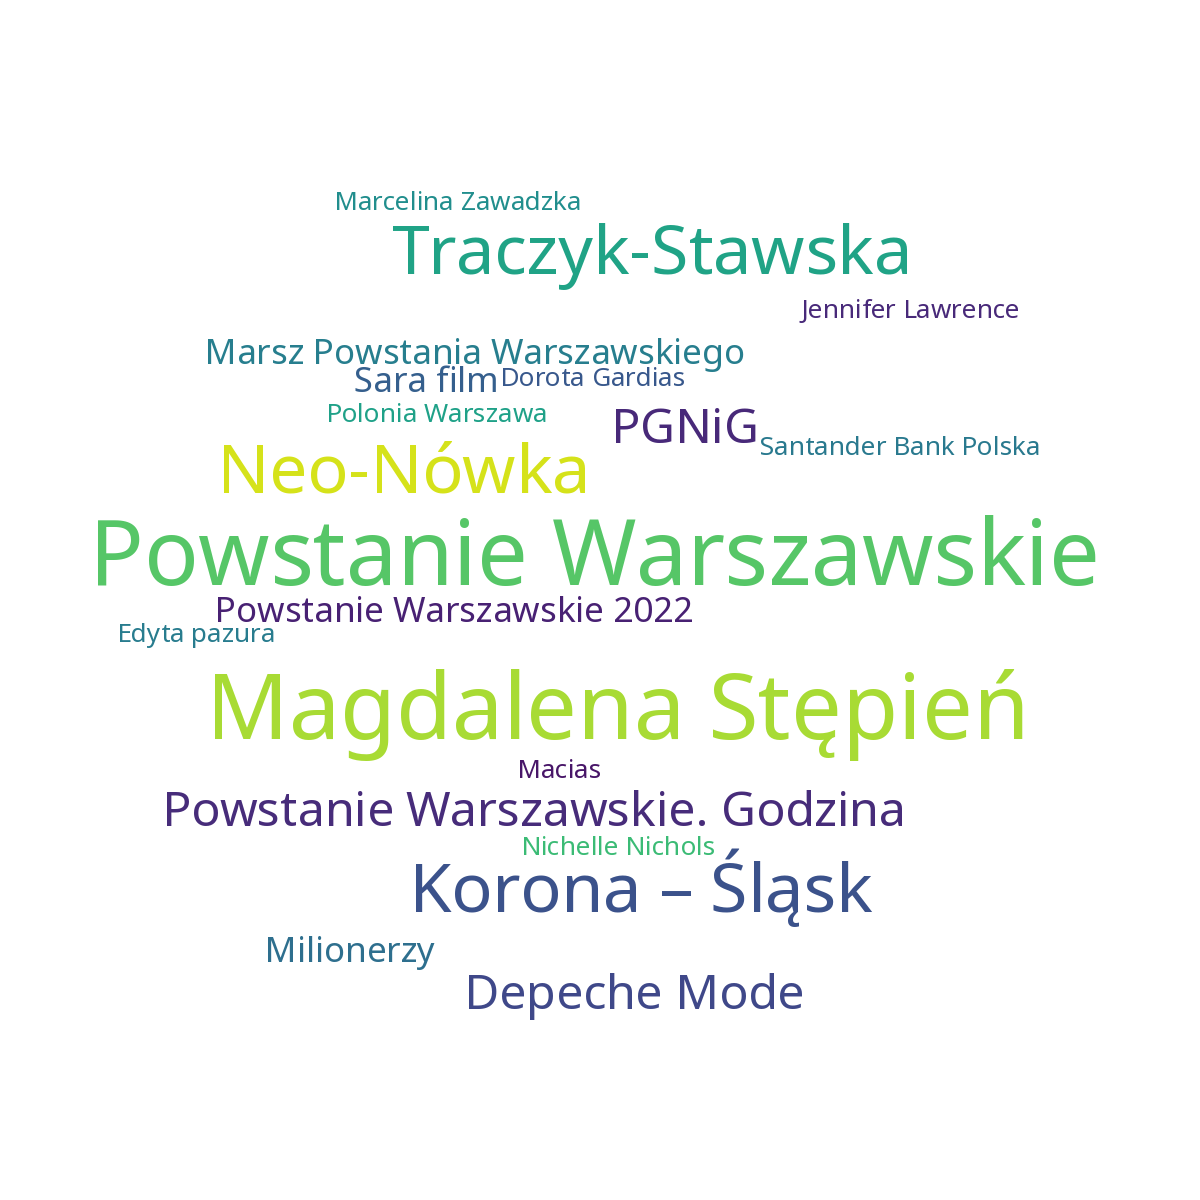 Marcelina Zawadzka
Traczyk-Stawska
Jennifer Lawrence
Marsz Powstania Warszawskiego
Sara film
Dorota Gardias
Polonia Warszawa
PGNiG
Santander Bank Polska
Neo-Nówka
Powstanie Warszawskie
Powstanie Warszawskie 2022
Edyta pazura
Magdalena Stępień
Macias
Powstanie Warszawskie. Godzina
Nichelle Nichols
Korona – Śląsk
Milionerzy
Depeche Mode